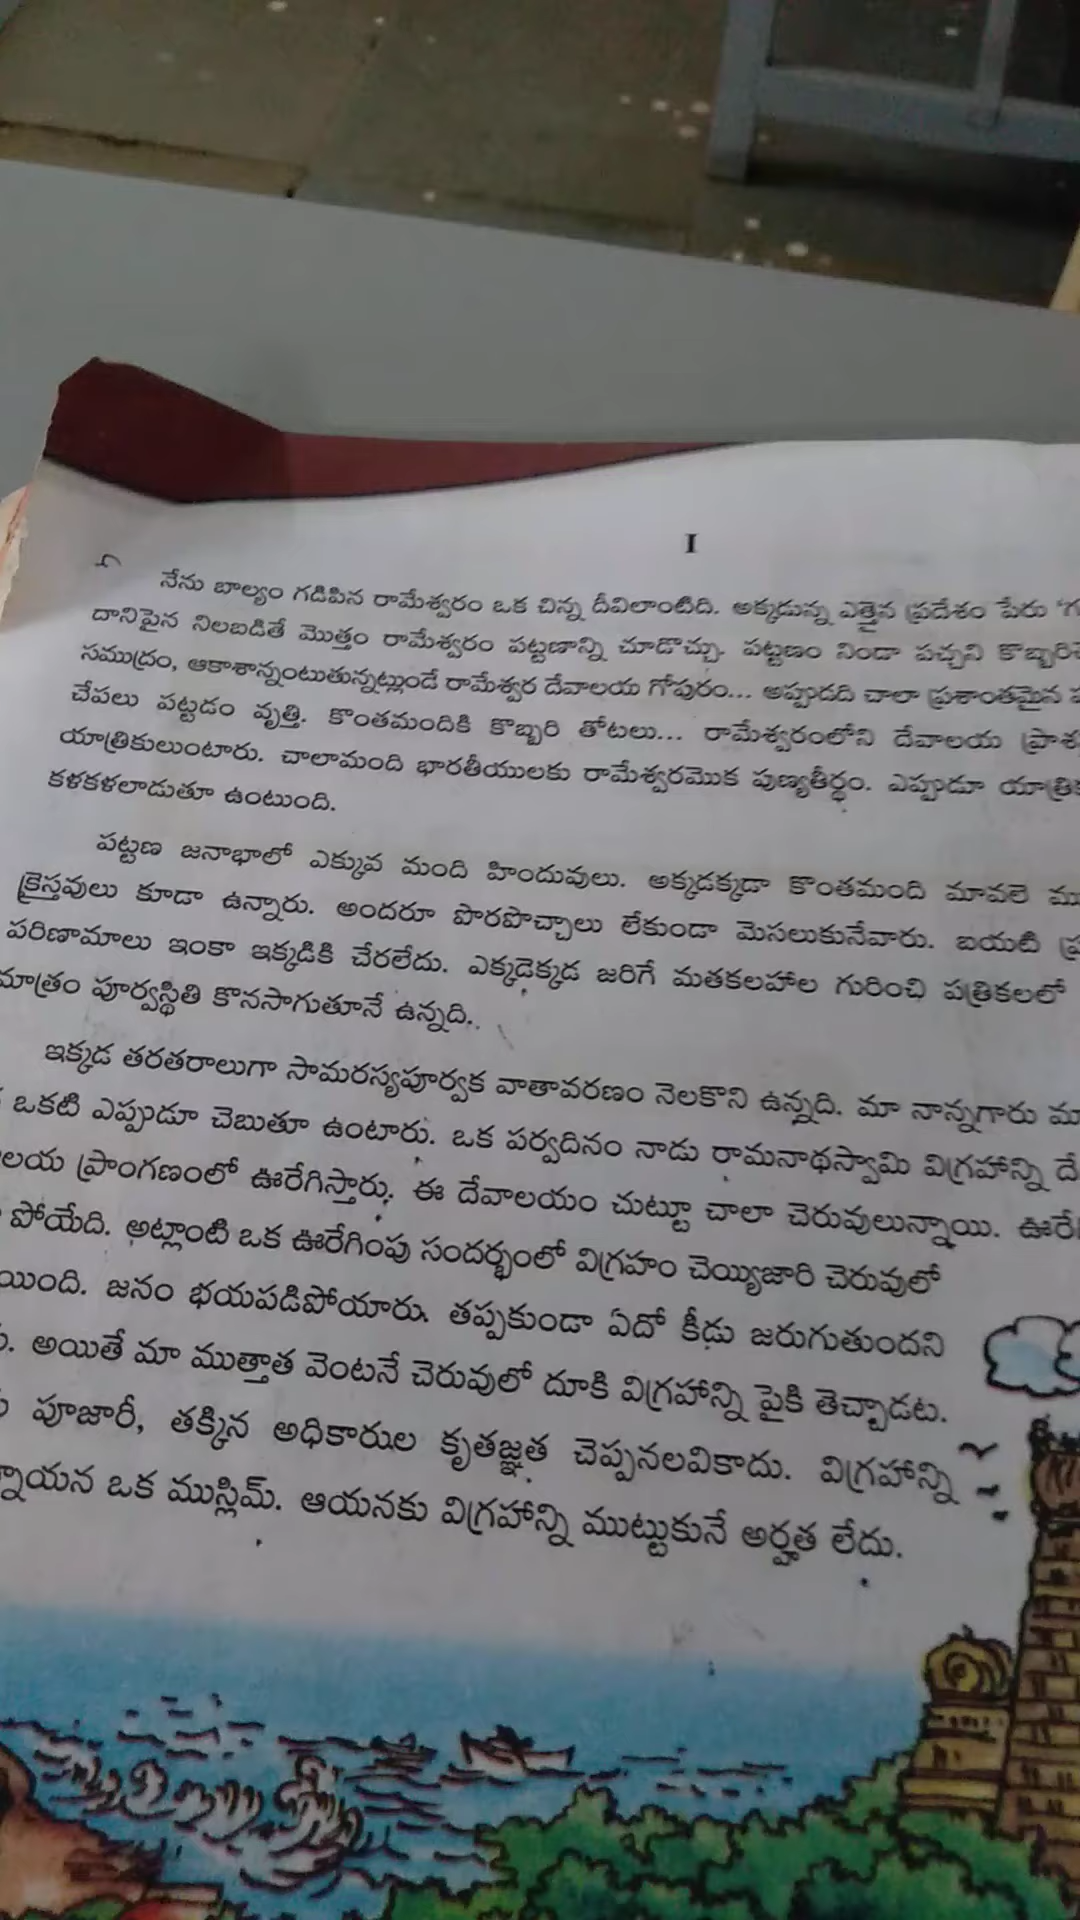 I
నేను బాల్యం గడిపిన రామేశ్వరం ఒక చిన్న దీవిలాంటిది. అక్కడున్న ఎత్తైన ప్రదేశం పేరు
దానిపైన నిలబడితే మొత్తం రామేశ్వరం పట్టణాన్ని చూడొచ్చు. పట్టణం నిండా పచ్చని
సముద్రం, ఆకాశాన్నంటుతున్నట్లుండే రామేశ్వర దేవాలయ గోపురం... అప్పుడది చాలా ప్రశాంతమైన
చేపలు పట్టడం వృత్తి. కొంతమందికి కొబ్బరి తోటలు... రామేశ్వరంలోని దేవాలయ
యాత్రికులుంటారు. చాలామంది భారతీయులకు రామేశ్వరమొక పుణ్యతీర్థం. ఎప్పుడూ
కళకళలాడుతూ ఉంటుంది.
పట్టణ జనాభాలో ఎక్కువ మంది హిందువులు. అక్కడక్కడా కొంతమంది మావలె
క్రైస్తవులు కూడా ఉన్నారు. అందరూ పొరపొచ్చాలు లేకుండా మెసలుకునేవారు. బయటి
పరిణామాలు ఇంకా ఇక్కడికి చేరలేదు. ఎక్కడెక్కడ జరిగే మతకలహాల గురించి పత్రికలలో
మాత్రం పూర్వస్థితి కొనసాగుతూనే ఉన్నది.
ఇక్కడ తరతరాలుగా సామరస్యపూర్వక వాతావరణం నెలకొని ఉన్నది. మా నాన్నగారు
ఒకటి ఎప్పుడూ చెబుతూ ఉంటారు. ఒక పర్వదినం నాడు రామనాథస్వామి విగ్రహాన్ని
ప్రాంగణంలో ఊరేగిస్తారు. ఈ దేవాలయం చుట్టూ చాలా చెరువులున్నాయి.
పోయేది. అట్లాంటి ఒక ఊరేగింపు సందర్భంలో విగ్రహం చెయ్యిజారి చెరువులో
జనం భయపడిపోయారు. తప్పకుండా ఏదో కీడు జరుగుతుందని
అయితే మా ముత్తాత వెంటనే చెరువులో దూకి విగ్రహాన్ని పైకి తెచ్చాడట.
పూజారీ, తక్కిన అధికారుల కృతజ్ఞత చెప్పనలవికాదు. విగ్రహాన్ని
ఒక ముస్లిమ్. ఆయనకు విగ్రహాన్ని ముట్టుకునే అర్హత లేదు.